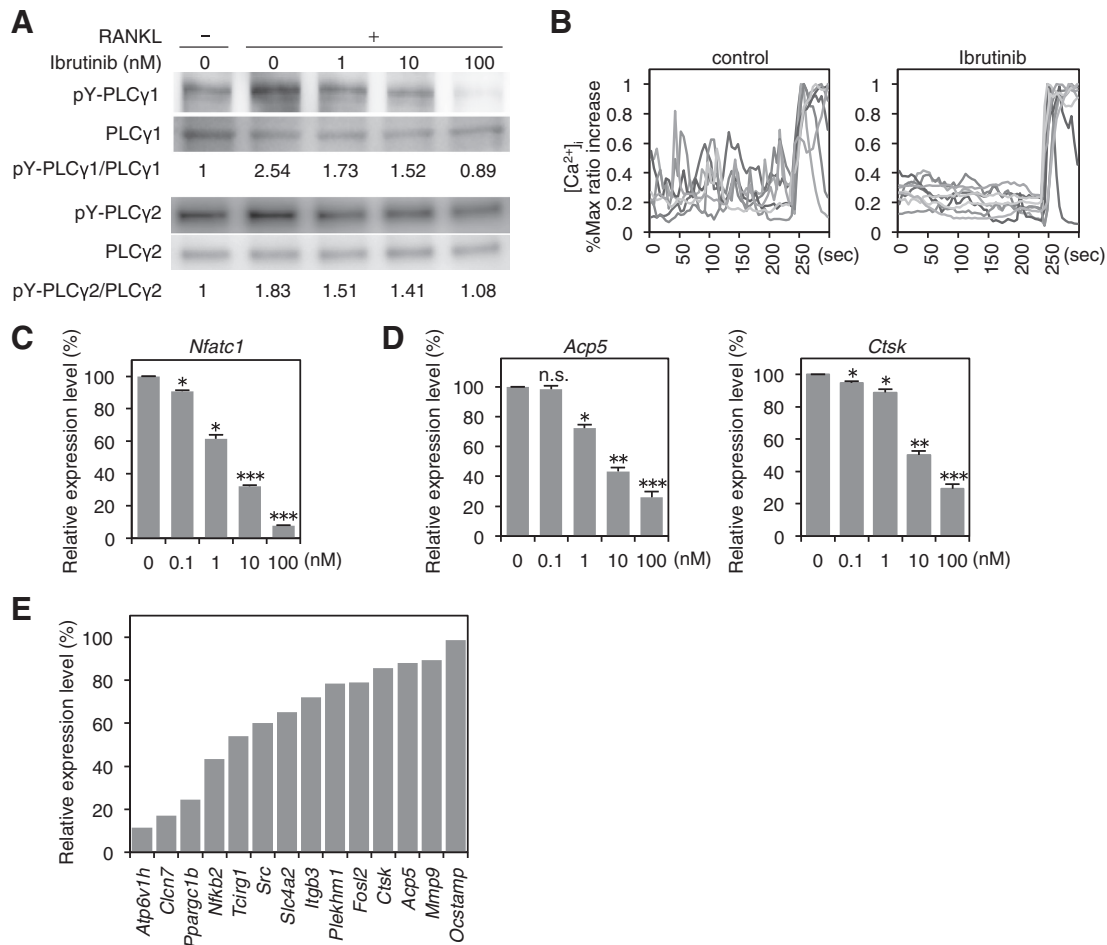 A
RANKL − +
Ibrutinib (nM) 0 0 1 10 100
pY-PLCγ1
PLCγ1
pY-PLCγ1/PLCγ1 1 2.54 1.73 1.52 0.89
pY-PLCγ2
PLCγ2
pY-PLCγ2/PLCγ2 1 1.83 1.51 1.41 1.08
B
control
[Ca²⁺]i
%Max ratio increase
1
0.8
0.6
0.4
0.2
0
0 50 100 150 200 250 (sec)
Ibrutinib
1
0.8
0.6
0.4
0.2
0
0 50 100 150 200 250 (sec)
C
Nfatc1
Relative expression level (%)
100
80
60
40
20
0
* * *** ***
0 0.1 1 10 100 (nM)
D
Acp5
Relative expression level (%)
100
80
60
40
20
0
n.s. * ** ***
0 0.1 1 10 100 (nM)
Ctsk
Relative expression level (%)
100
80
60
40
20
0
* * ** ***
0 0.1 1 10 100 (nM)
E
Relative expression level (%)
100
80
60
40
20
0
Atp6v1h
Clcn7
Ppargc1b
Nfkb2
Tcirg1
Src
Slc4a2
Itgb3
Plekhm1
Fosl2
Ctsk
Acp5
Mmp9
Ocstamp